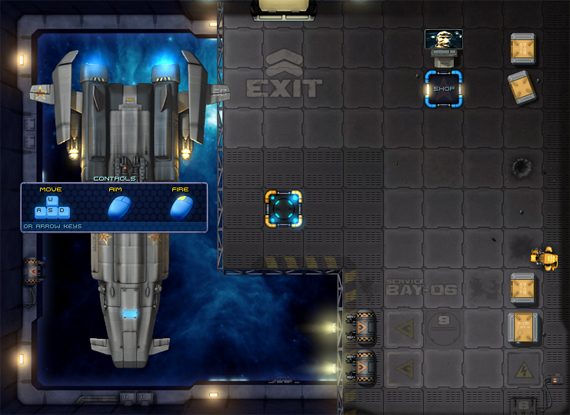 EXIT
SHOP
CONTROLS
MOVE
AIM
FIRE
W
A S D
OR ARROW KEYS
SERVICE
BAY-06
9